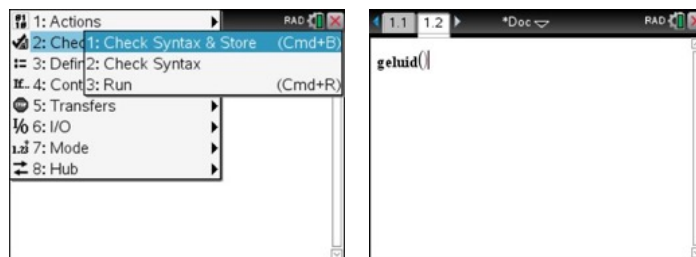 1: Actions
RAD
2: Chec
1: Check Syntax & Store (Cmd+B)
3: Defin
2: Check Syntax
4: Cont
3: Run (Cmd+R)
5: Transfers
6: I/O
7: Mode
8: Hub
1.1 1.2 *Doc RAD
geluid()